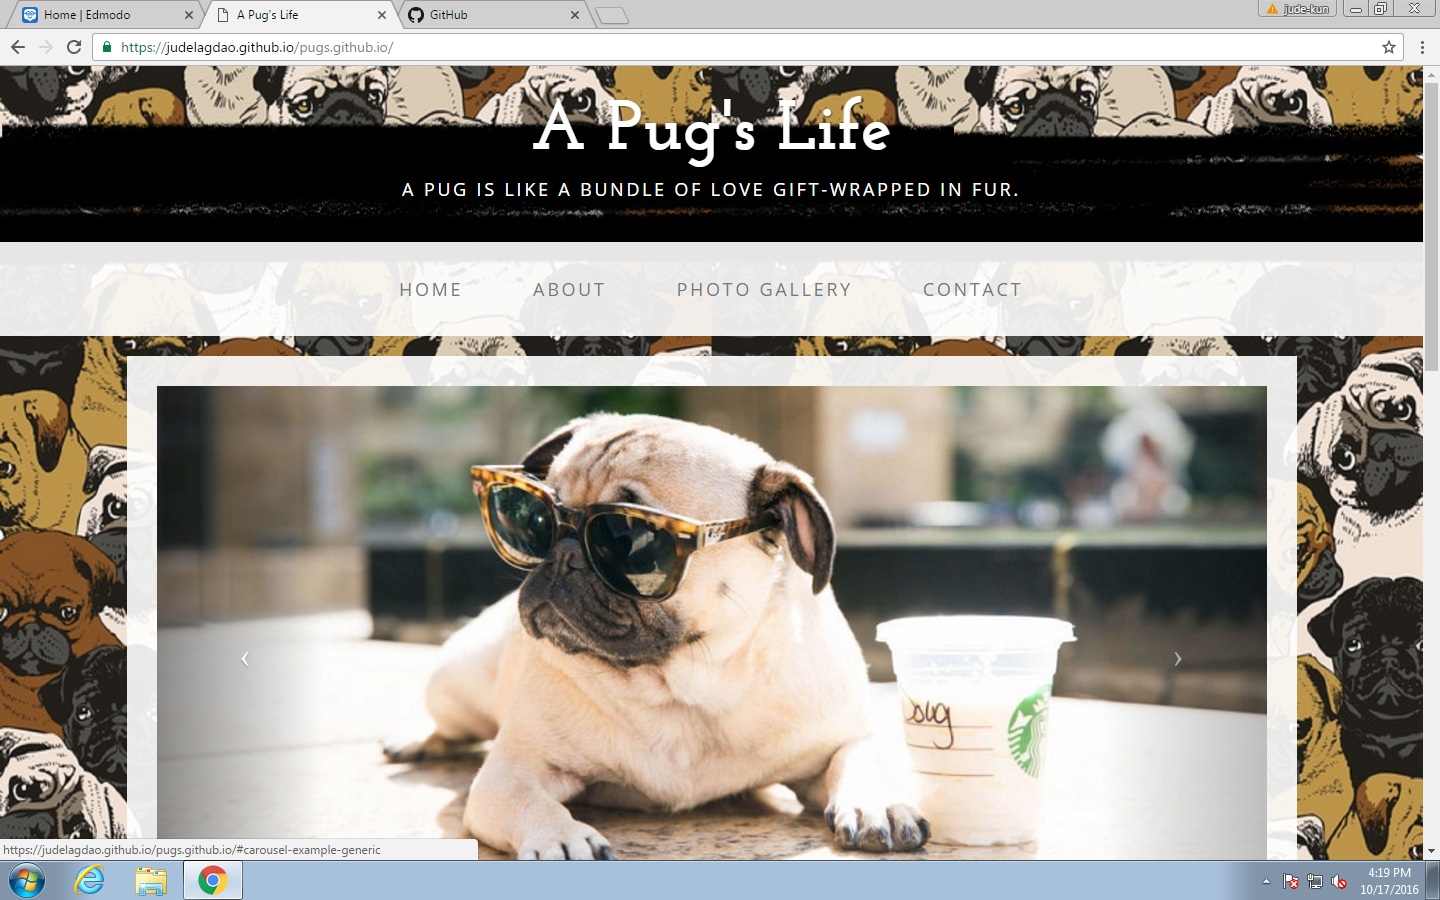 Home | Edmodo
A Pug's Life
GitHub
jude-kun
https://judelagdao.github.io/pugs.github.io/
A Pug's Life
A PUG IS LIKE A BUNDLE OF LOVE GIFT-WRAPPED IN FUR.
HOME ABOUT PHOTO GALLERY CONTACT
Doug
https://judelagdao.github.io/pugs.github.io/#carousel-example-generic
4:19 PM
10/17/2016